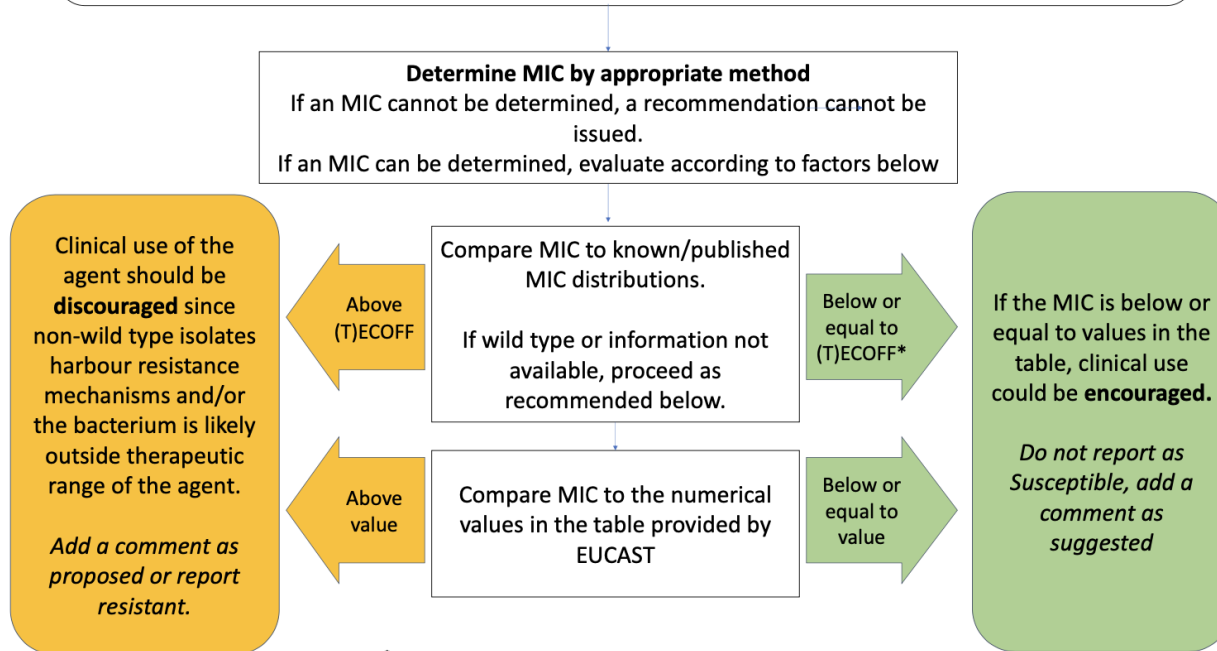 Determine MIC by appropriate method
If an MIC cannot be determined, a recommendation cannot be
issued.
If an MIC can be determined, evaluate according to factors below
Clinical use of the
agent should be
discouraged since
non-wild type isolates
harbour resistance
mechanisms and/or
the bacterium is likely
outside therapeutic
range of the agent.
Add a comment as
proposed or report
resistant.
Above
(T)ECOFF
Compare MIC to known/published
MIC distributions.
If wild type or information not
available, proceed as
recommended below.
Below or
equal to
(T)ECOFF*
Above
value
Compare MIC to the numerical
values in the table provided by
EUCAST
Below or
equal to
value
If the MIC is below or
equal to values in the
table, clinical use
could be encouraged.
Do not report as
Susceptible, add a
comment as
suggested